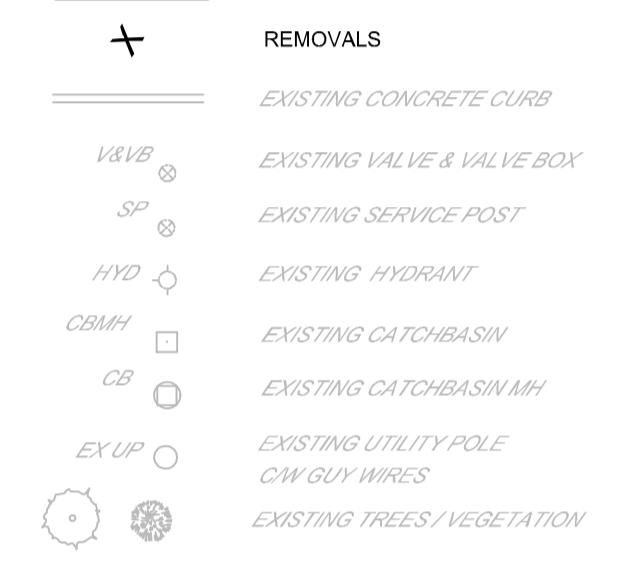 REMOVALS
EXISTING CONCRETE CURB
V&VB EXISTING VALVE & VALVE BOX
SP EXISTING SERVICE POST
HYD EXISTING HYDRANT
CBMH EXISTING CATCHBASIN
CB EXISTING CATCHBASIN MH
EX UP EXISTING UTILITY POLE
C/W GUY WIRES
EXISTING TREES / VEGETATION